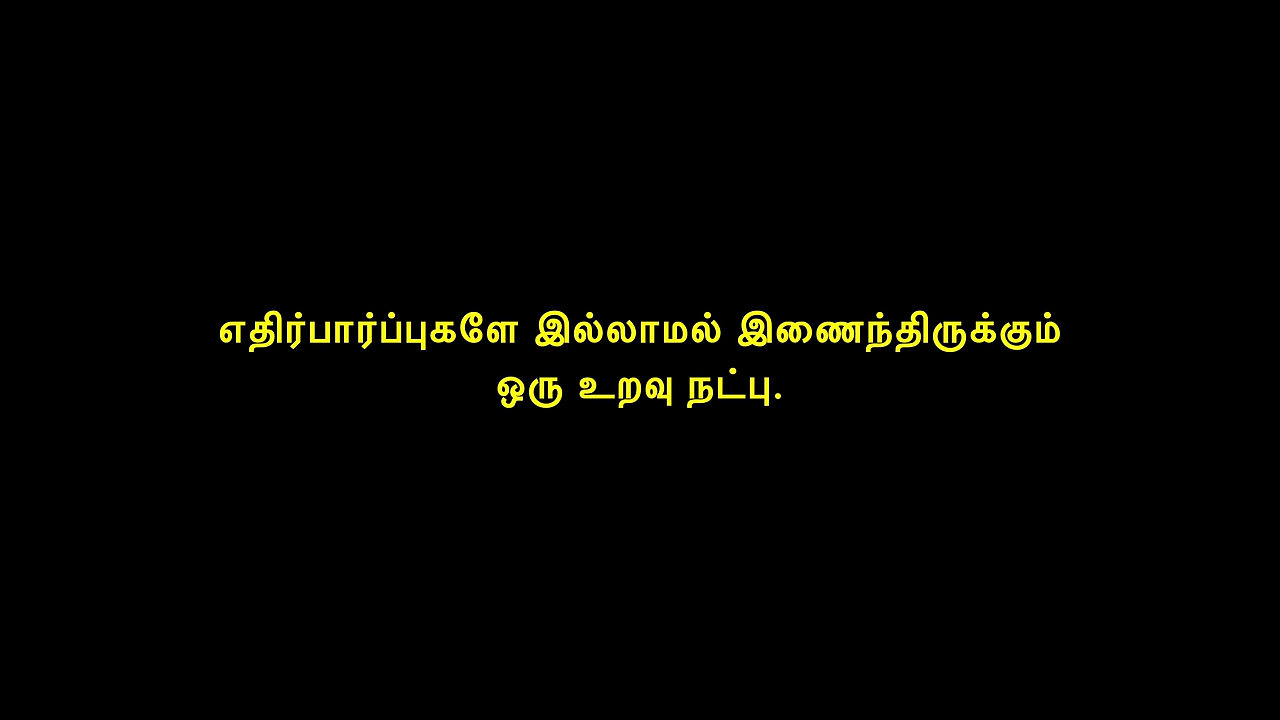 எதிர்பார்ப்புகளே இல்லாமல் இணைந்திருக்கும்
ஒரு உறவு நட்பு.